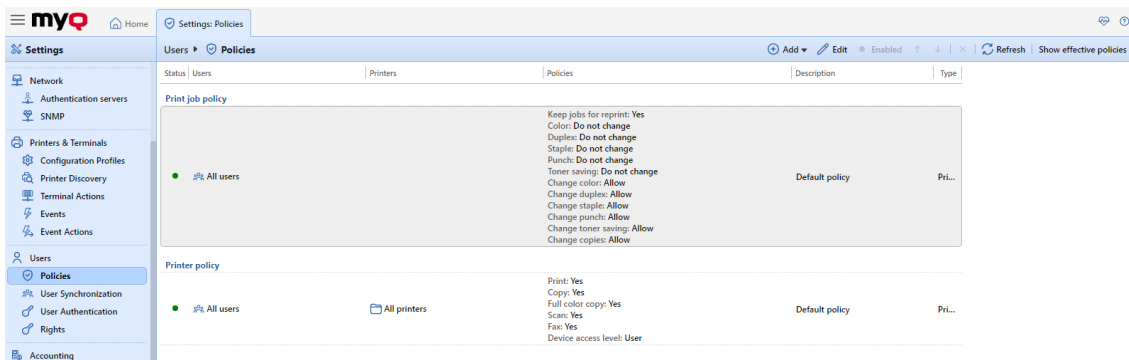 myQ
Home
Settings: Policies
Settings
Users
Policies
Add
Edit
Enabled
Refresh
Show effective policies
Network
Authentication servers
SNMP
Printers & Terminals
Configuration Profiles
Printer Discovery
Terminal Actions
Events
Event Actions
Users
Policies
User Synchronization
User Authentication
Rights
Accounting
Status Users Printers Policies Description Type
Print job policy
All users
Keep jobs for reprint: Yes
Color: Do not change
Duplex: Do not change
Staple: Do not change
Punch: Do not change
Toner saving: Do not change
Change color: Allow
Change duplex: Allow
Change staple: Allow
Change punch: Allow
Change toner saving: Allow
Change copies: Allow
Default policy
Pri...
Printer policy
All users
All printers
Print: Yes
Copy: Yes
Full color copy: Yes
Scan: Yes
Fax: Yes
Device access level: User
Default policy
Pri...